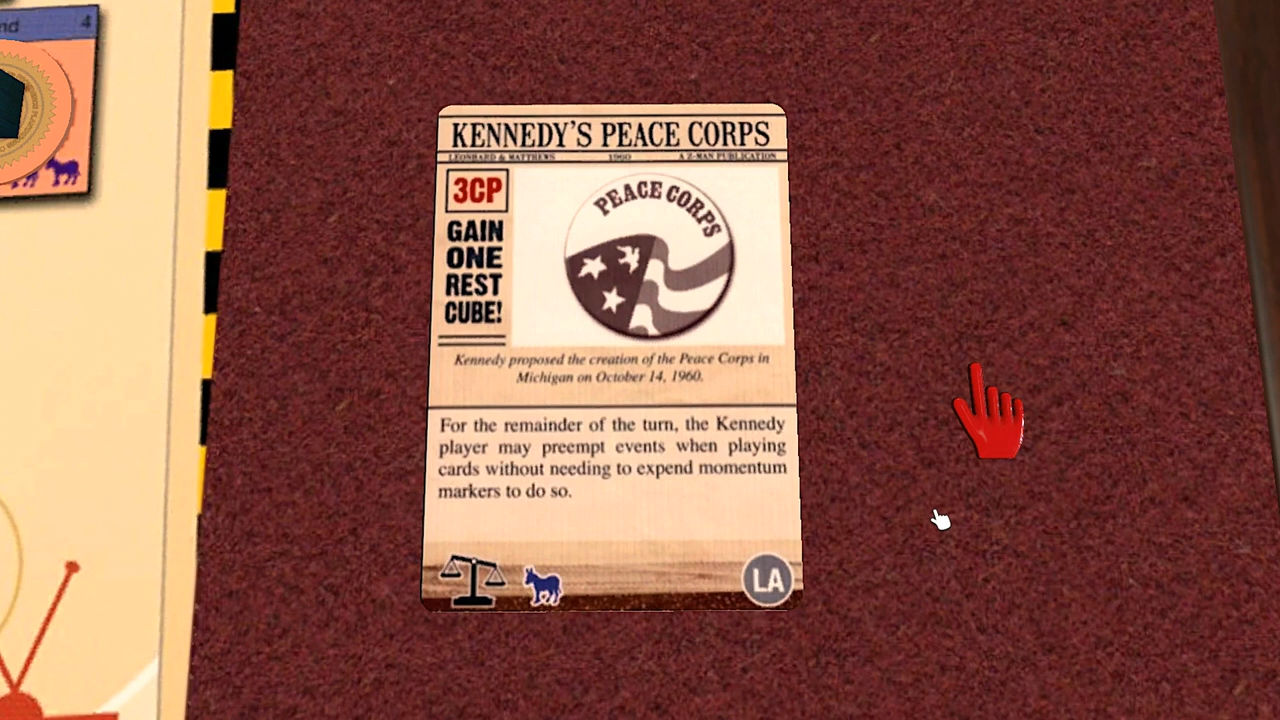 nd 4
KENNEDY'S PEACE CORPS
LEONHARD & MATTHEWS 1960 A Z-MAN PUBLICATION
3CP
GAIN
ONE
REST
CUBE!
PEACE CORPS
Kennedy proposed the creation of the Peace Corps in
Michigan on October 14, 1960.
For the remainder of the turn, the Kennedy
player may preempt events when playing
cards without needing to expend momentum
markers to do so.
LA